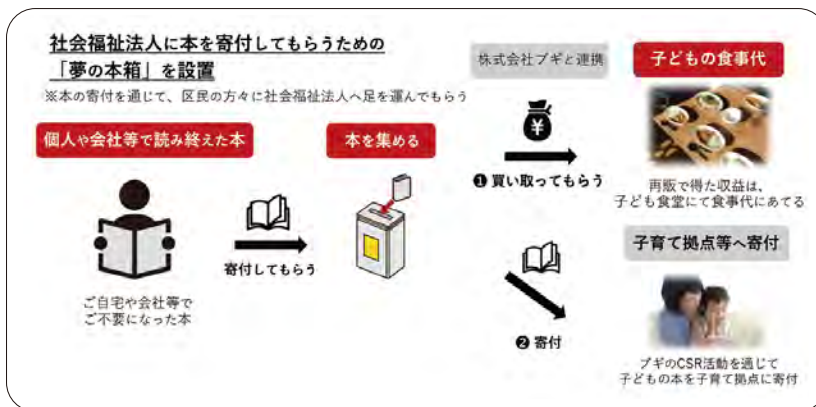 社会福祉法人に本を寄付してもらうための
「夢の本箱」を設置
※本の寄付を通じて、区民の方々に社会福祉法人へ足を運んでもらう
個人や会社等で読み終えた本
ご自宅や会社等で
ご不要になった本
寄付してもらう
本を集める
株式会社ブギと連携
¥
❶ 買い取ってもらう
子どもの食事代
再販で得た収益は、
子ども食堂にて食事代にあてる
❷ 寄付
子育て拠点等へ寄付
ブギのCSR活動を通じて
子どもの本を子育て拠点に寄付